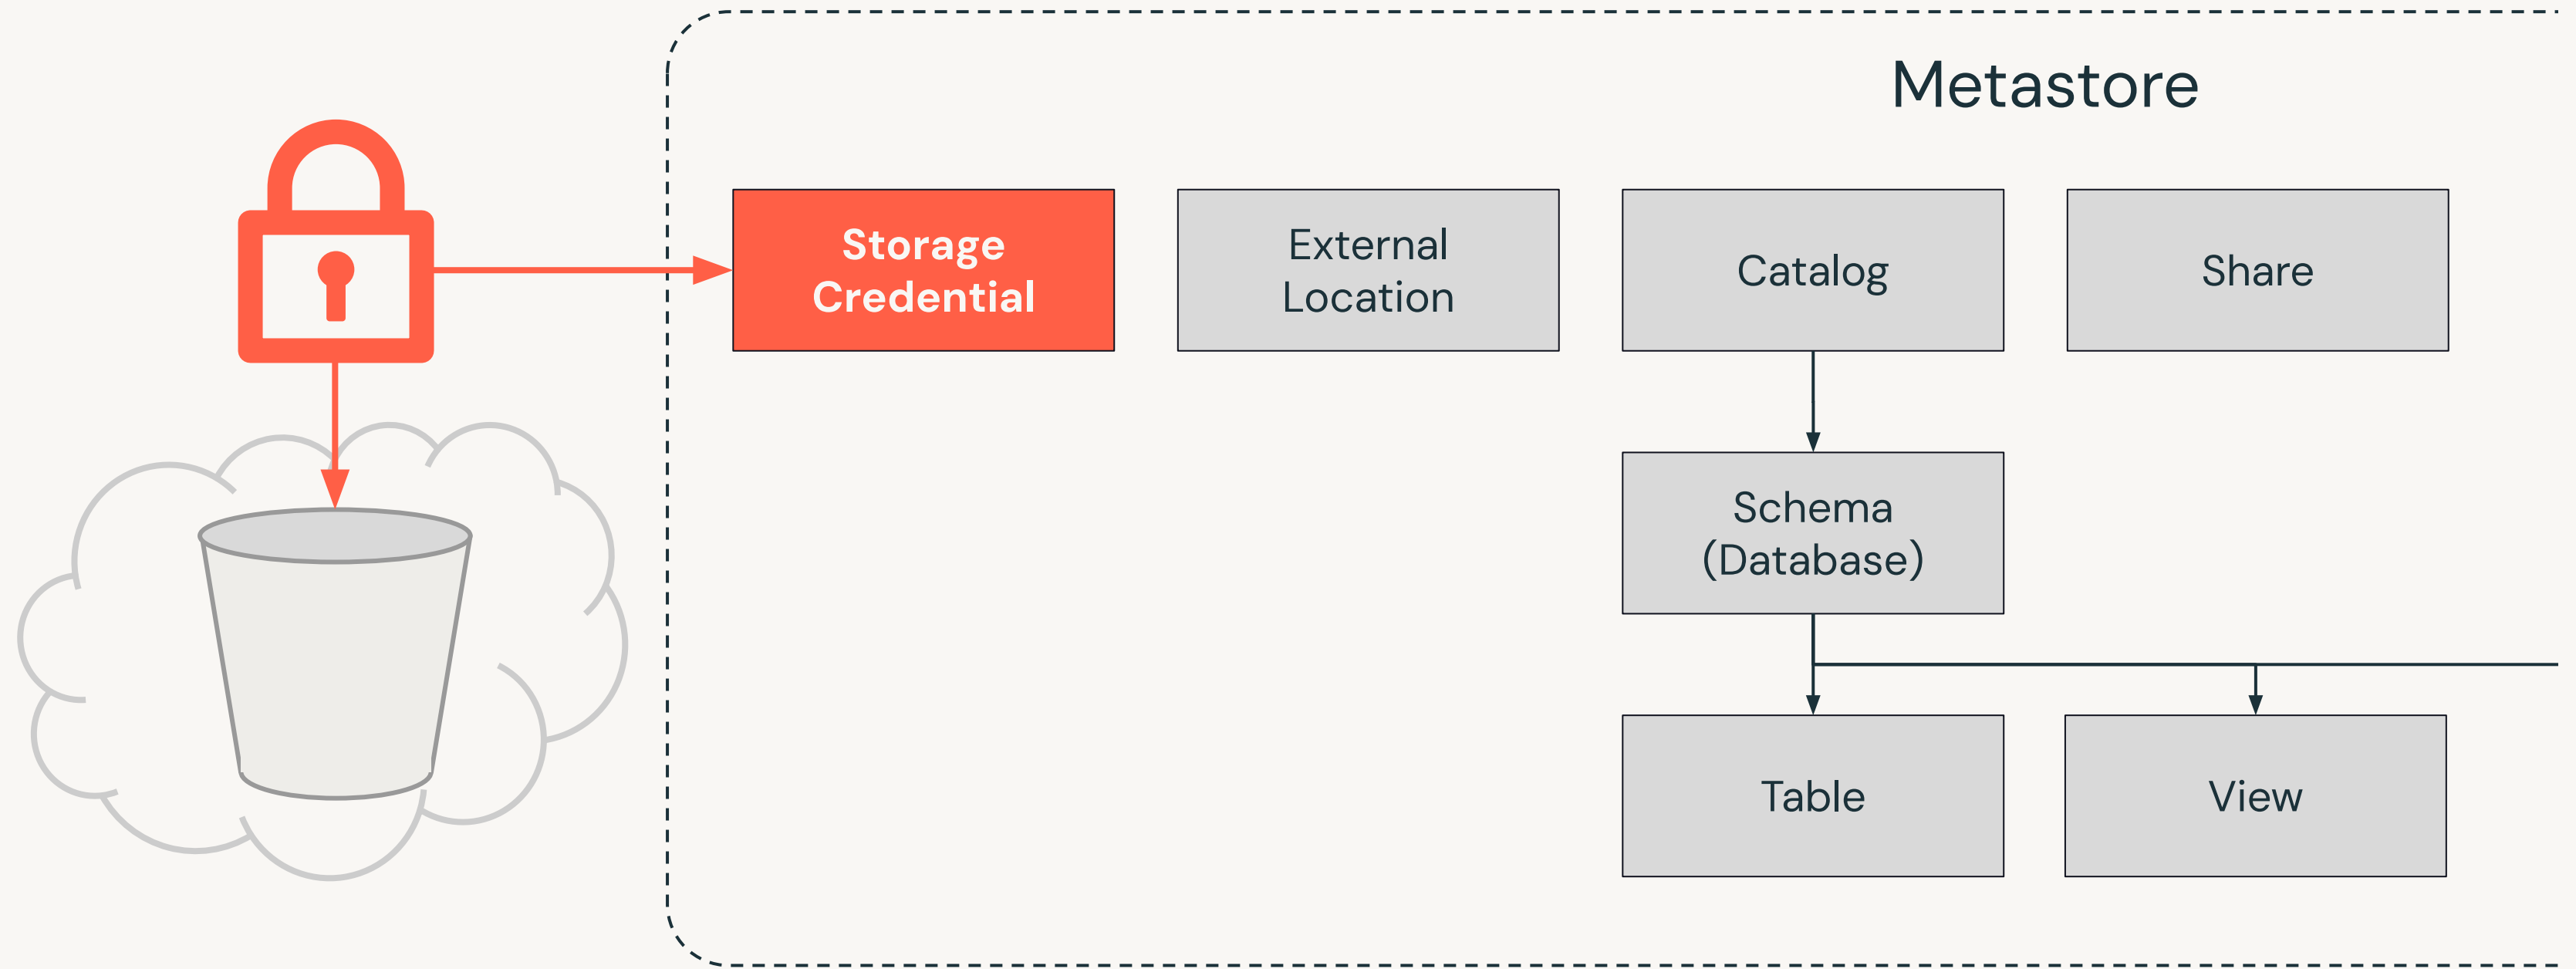 Metastore
Storage
Credential
External
Location
Catalog
Share
Schema
(Database)
Table
View